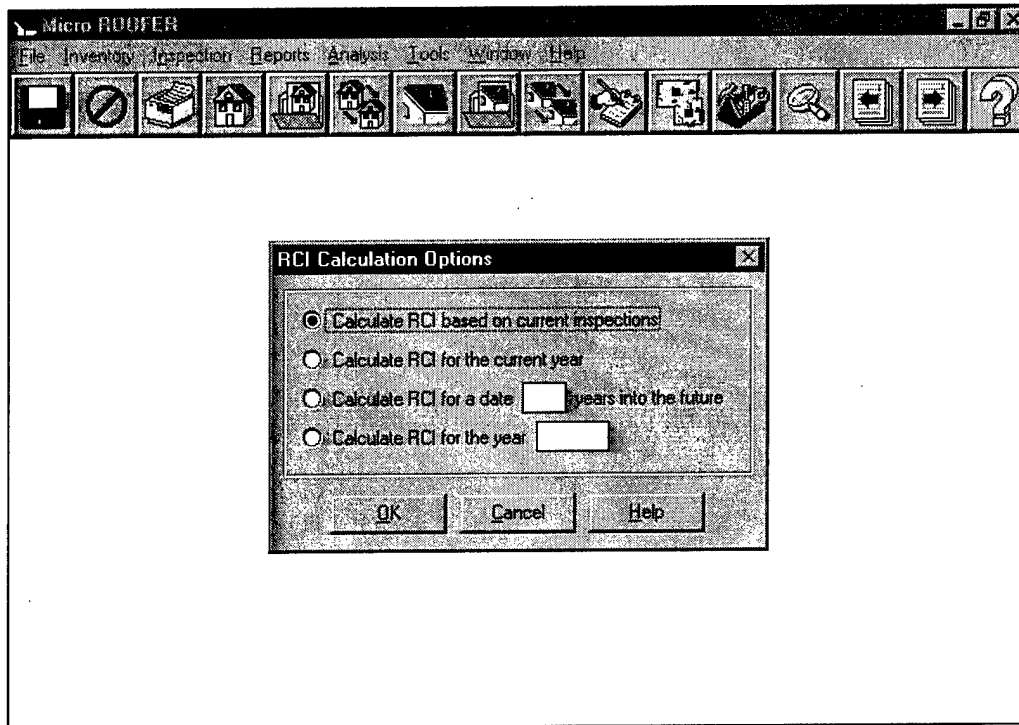 Micro ROOFER
File Inventory Inspection Reports Analysis Tools Window Help
RCI Calculation Options
Calculate RCI based on current inspections
Calculate RCI for the current year
Calculate RCI for a date years into the future
Calculate RCI for the year
OK Cancel Help